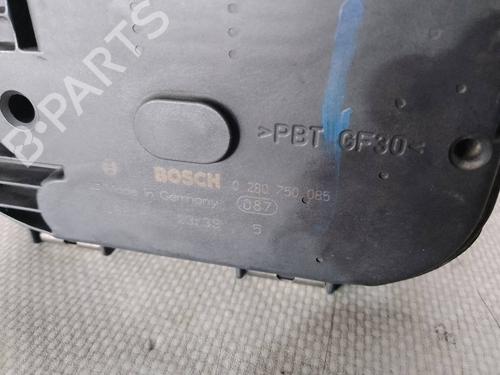 B-PARTS
>PBT GF30<
BOSCH 0 280 750 085
Made in Germany 087
5